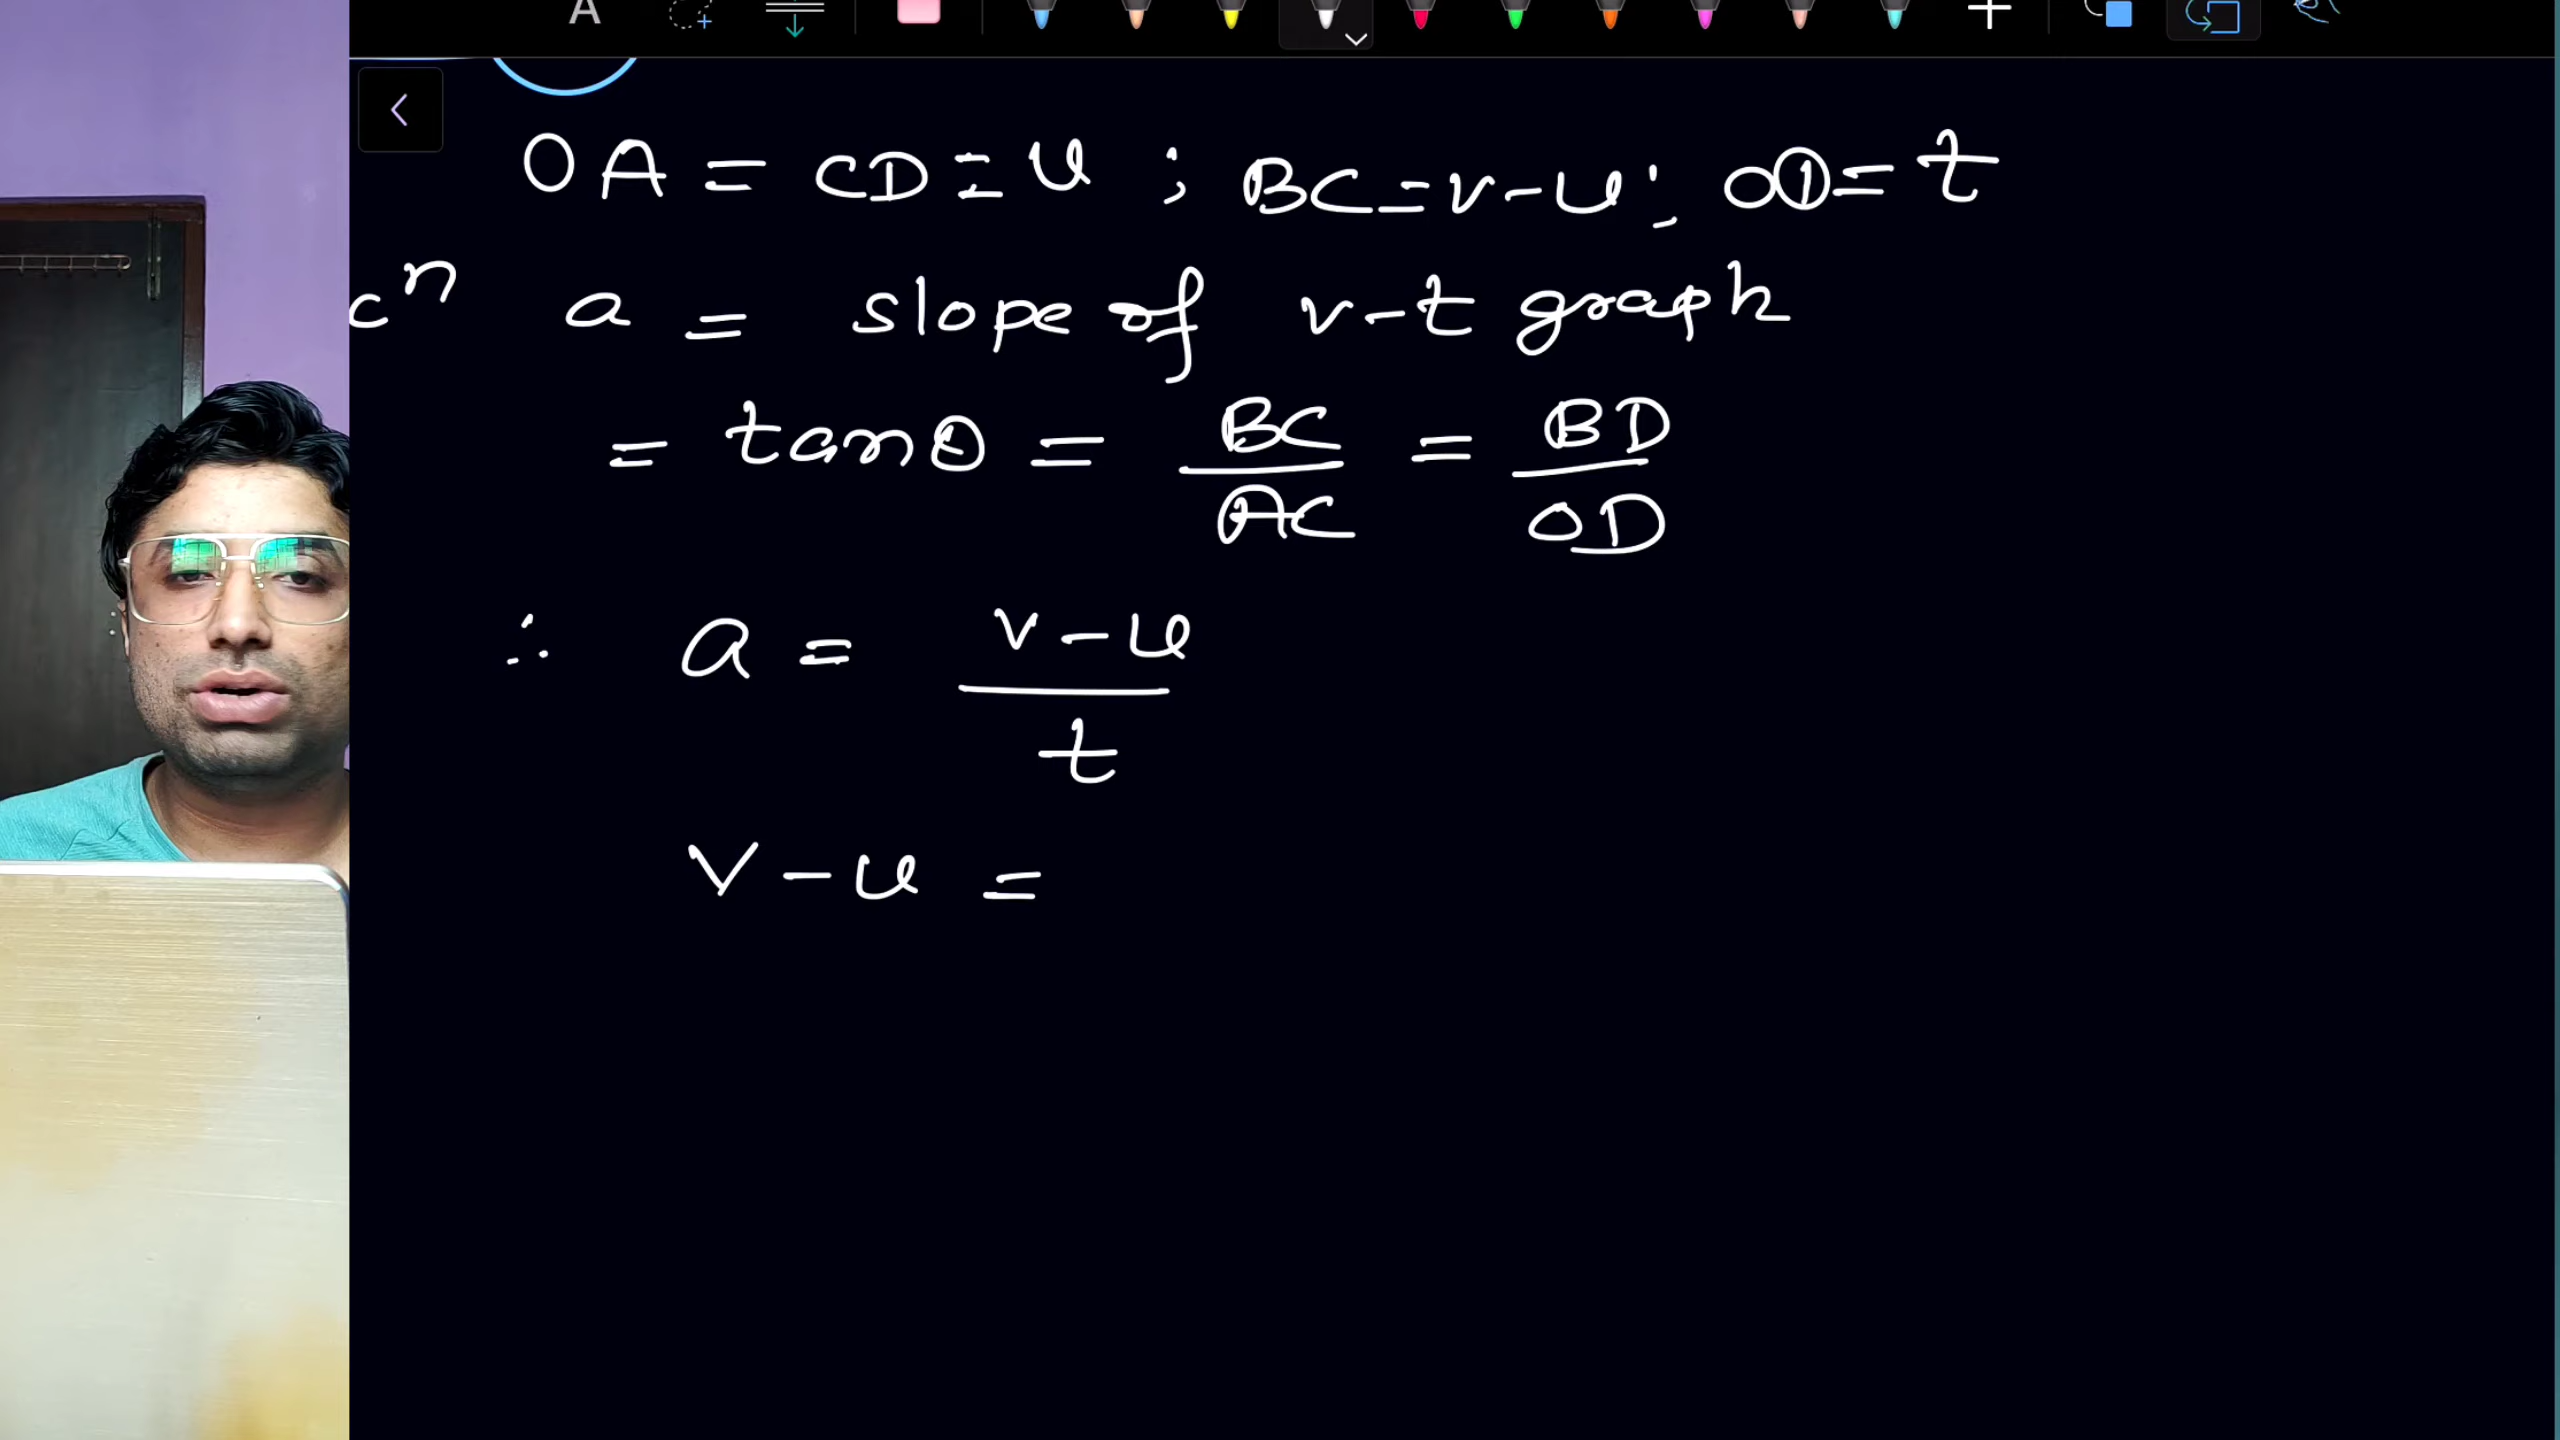 A
OA = CD = u ; BC = v - u ; OD = t
cⁿ a = slope of v-t graph
= tanθ = BC/AC = BD/OD
∴ a = v - u / t
v - u =